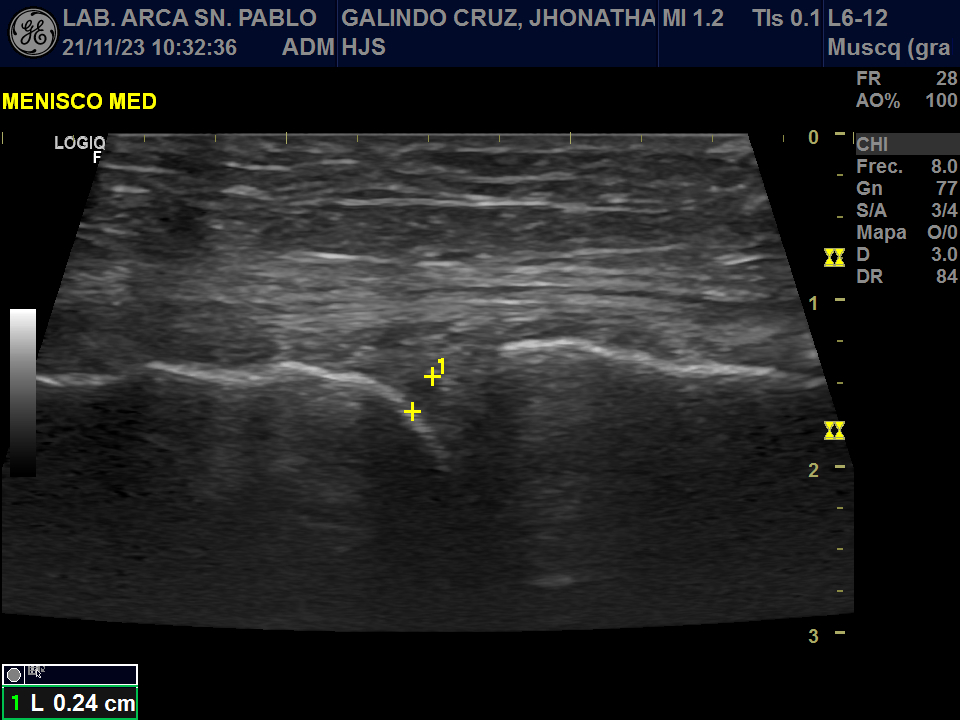 LAB. ARCA SN. PABLO
21/11/23 10:32:36 ADM
GALINDO CRUZ, JHONATHA
HJS
MI 1.2 TIs 0.1
L6-12
Muscq (gra
FR 28
AO% 100
MENISCO MED
LOGIQ
F
CHI
Frec. 8.0
Gn 77
S/A 3/4
Mapa O/0
D 3.0
DR 84
0
1
2
3
1
1 L 0.24 cm